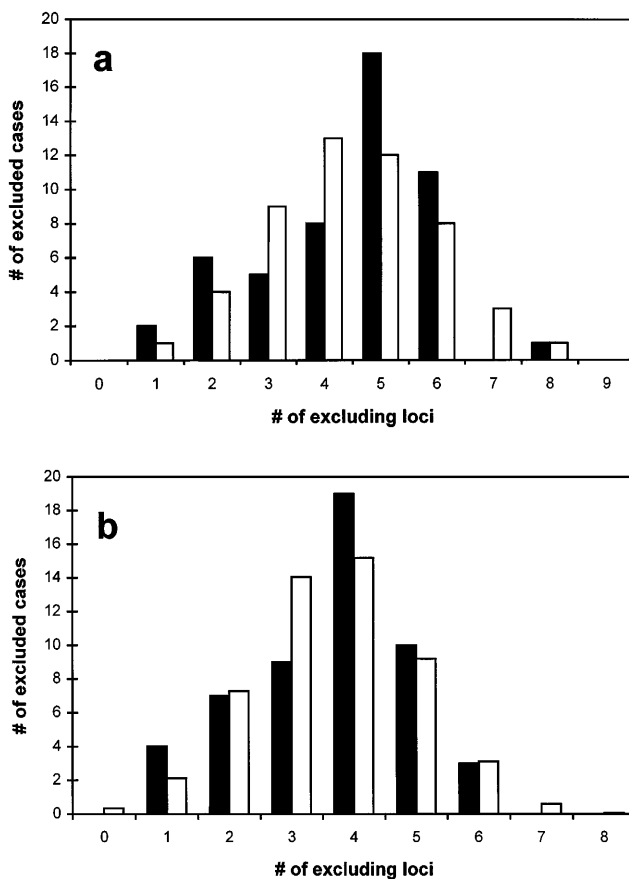 a
# of excluded cases
20
18
16
14
12
10
8
6
4
2
0
0 1 2 3 4 5 6 7 8 9
# of excluding loci
b
# of excluded cases
20
18
16
14
12
10
8
6
4
2
0
0 1 2 3 4 5 6 7 8
# of excluding loci